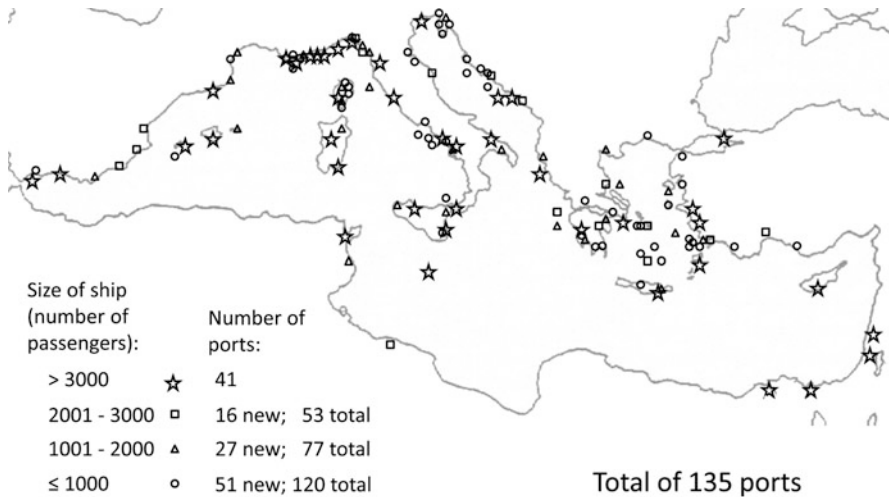 Size of ship
(number of
passengers):
Number of
ports:
> 3000
41
2001 - 3000
16 new; 53 total
1001 - 2000
27 new; 77 total
≤ 1000
51 new; 120 total
Total of 135 ports